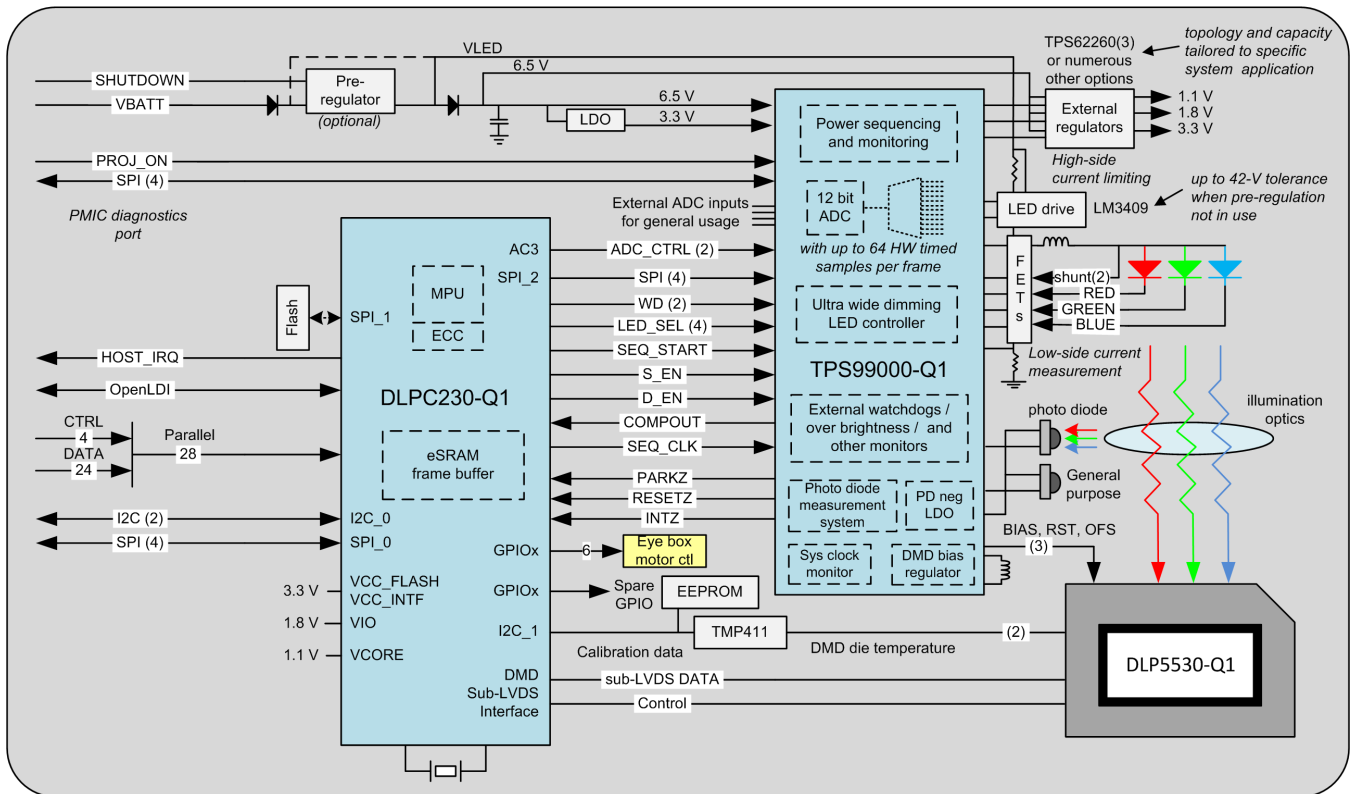 VLED
6.5 V
TPS62260(3)
or numerous
other options
topology and capacity
tailored to specific
system application
SHUTDOWN
VBATT
Pre-
regulator
(optional)
6.5 V
3.3 V
LDO
Power sequencing
and monitoring
External
regulators
1.1 V
1.8 V
3.3 V
PROJ_ON
SPI (4)
PMIC diagnostics
port
High-side
current limiting
External ADC inputs
for general usage
12 bit
ADC
with up to 64 HW timed
samples per frame
LED drive
LM3409
up to 42-V tolerance
when pre-regulation
not in use
AC3
ADC_CTRL (2)
SPI_2
SPI (4)
MPU
ECC
WD (2)
LED_SEL (4)
SEQ_START
S_EN
D_EN
COMPOUT
SEQ_CLK
PARKZ
RESETZ
INTZ
Ultra wide dimming
LED controller
TPS99000-Q1
F
E
T
s
shunt(2)
RED
GREEN
BLUE
Low-side current
measurement
Flash
SPI_1
HOST_IRQ
OpenLDI
DLPC230-Q1
CTRL
4
DATA
24
Parallel
28
eSRAM
frame buffer
External watchdogs /
over brightness / and
other monitors
photo diode
illumination
optics
General
purpose
Photo diode
measurement
system
PD neg
LDO
I2C (2)
I2C_0
SPI (4)
SPI_0
GPIOx
6
Eye box
motor ctl
Sys clock
monitor
DMD bias
regulator
BIAS, RST, OFS
(3)
3.3 V
VCC_FLASH
VCC_INTF
1.8 V
VIO
1.1 V
VCORE
GPIOx
Spare
GPIO
EEPROM
I2C_1
TMP411
(2)
Calibration data
DMD die temperature
DLP5530-Q1
DMD
Sub-LVDS
Interface
sub-LVDS DATA
Control